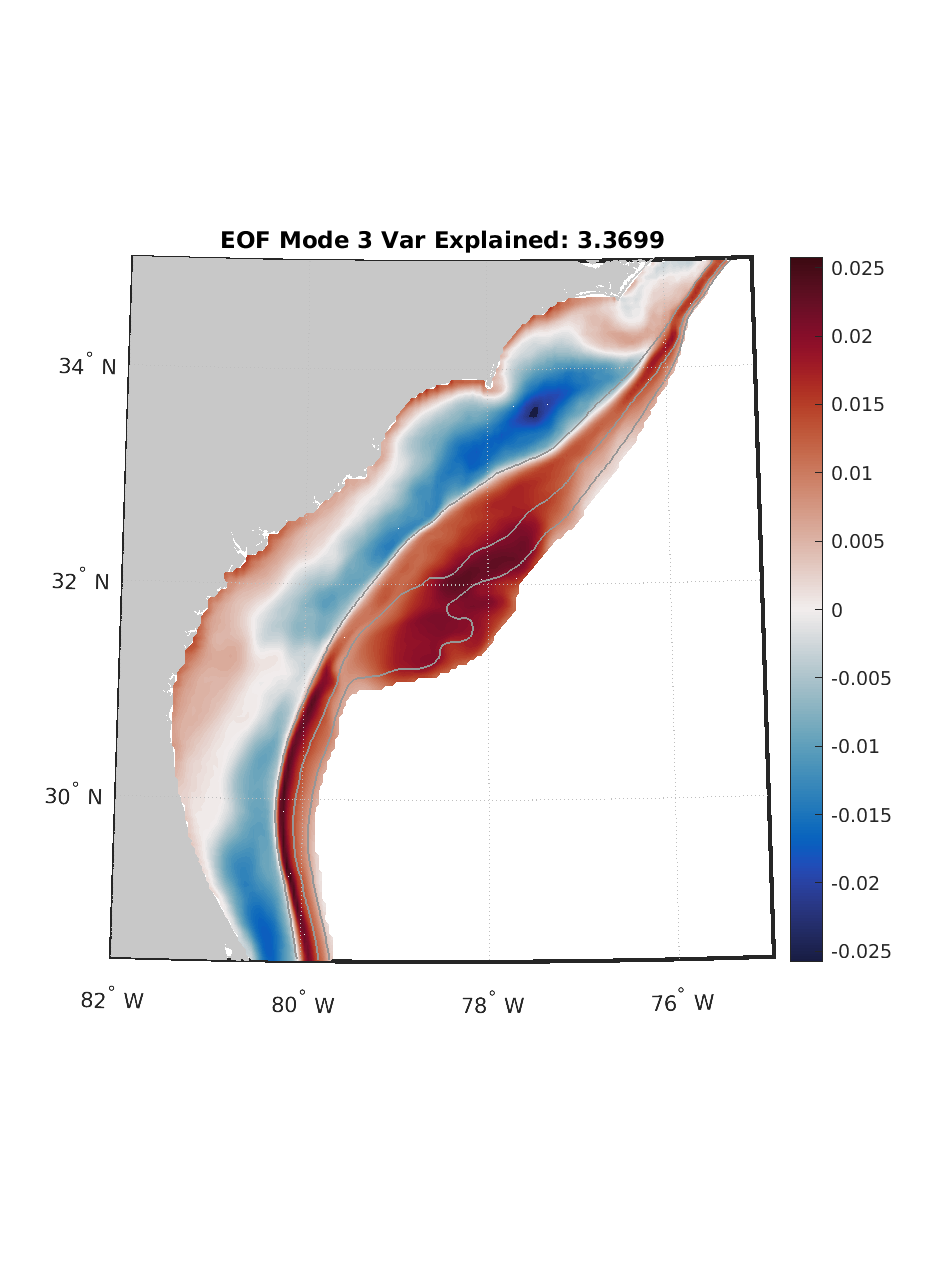 EOF Mode 3 Var Explained: 3.3699
0.025
0.02
0.015
0.01
0.005
0
-0.005
-0.01
-0.015
-0.02
-0.025
34° N
32° N
30° N
82° W
80° W
78° W
76° W